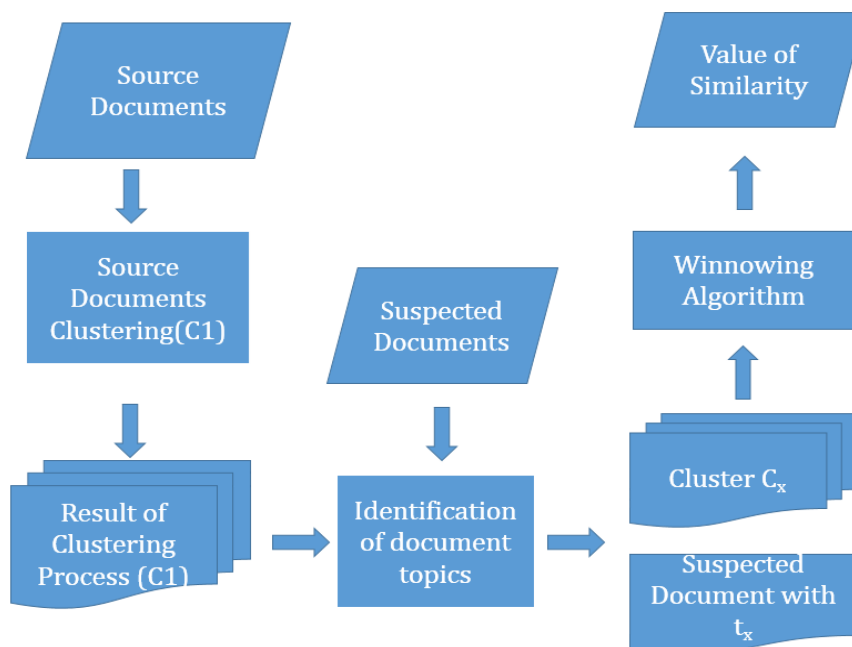 Source
Documents
Source
Documents
Clustering(C1)
Result of
Clustering
Process (C1)
Suspected
Documents
Identification
of document
topics
Value of
Similarity
Winnowing
Algorithm
Cluster Cₓ
Suspected
Document with
tₓ